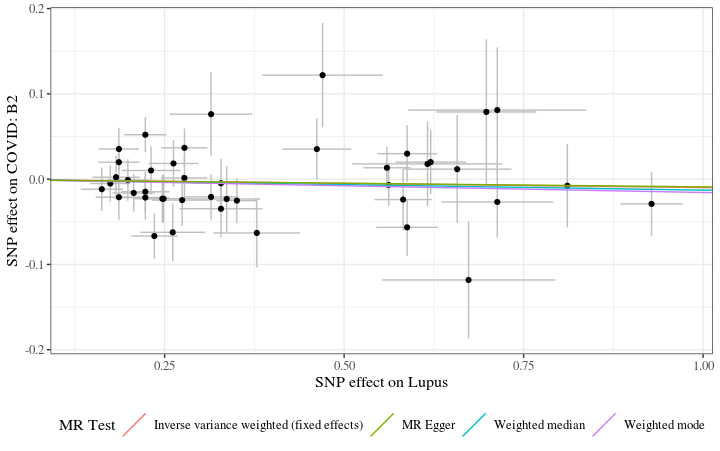 0.2
0.1
0.0
-0.1
-0.2
SNP effect on COVID: B2
0.25
0.50
0.75
1.00
SNP effect on Lupus
MR Test
Inverse variance weighted (fixed effects)
MR Egger
Weighted median
Weighted mode